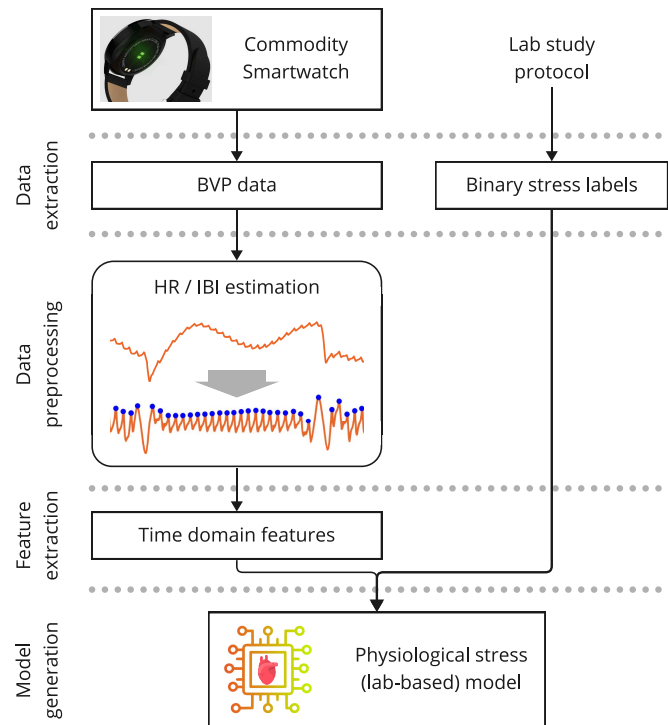 Commodity
Smartwatch
Lab study
protocol
Data
extraction
BVP data
Binary stress labels
Data
preprocessing
HR / IBI estimation
Feature
extraction
Time domain features
Model
generation
Physiological stress
(lab-based) model